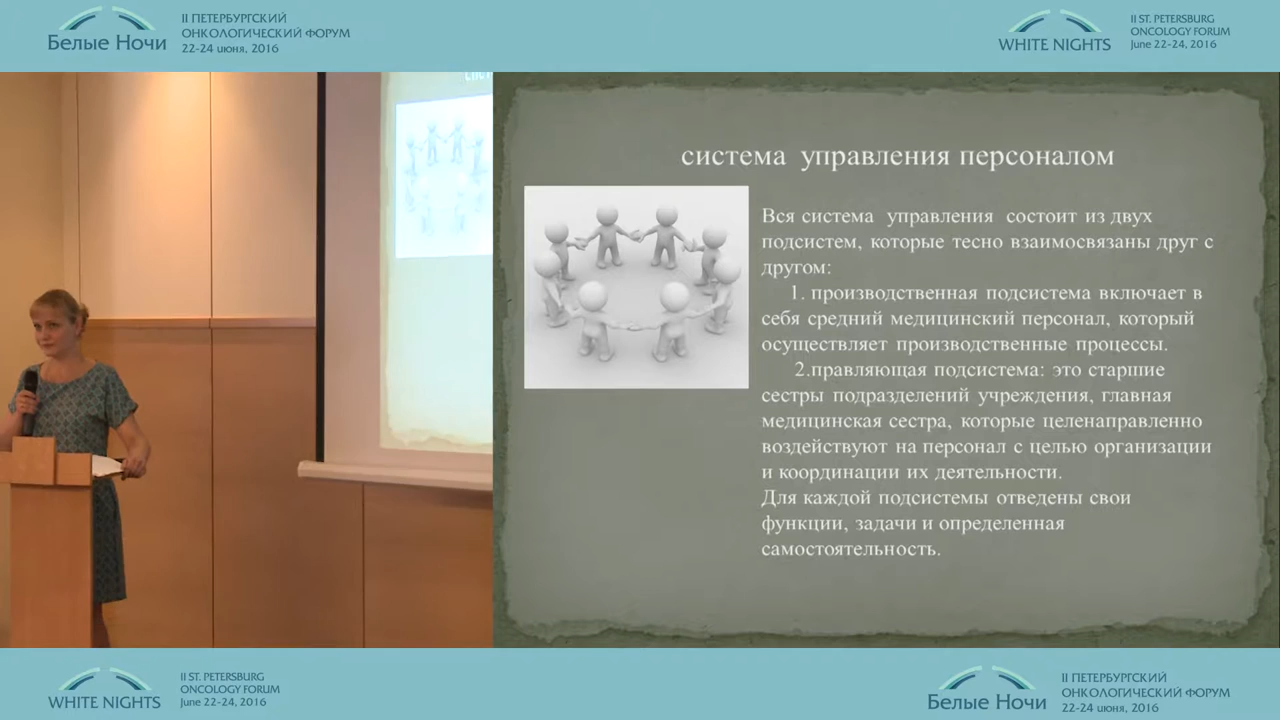 Белые Ночи
II ПЕТЕРБУРГСКИЙ
ОНКОЛОГИЧЕСКИЙ ФОРУМ
22-24 июня, 2016
WHITE NIGHTS
II ST. PETERSBURG
ONCOLOGY FORUM
June 22-24, 2016
система управления персоналом
Вся система управления состоит из двух
подсистем, которые тесно взаимосвязаны друг с
другом:
1. производственная подсистема включает в
себя средний медицинский персонал, который
осуществляет производственные процессы.
2.правляющая подсистема: это старшие
сестры подразделений учреждения, главная
медицинская сестра, которые целенаправленно
воздействуют на персонал с целью организации
и координации их деятельности.
Для каждой подсистемы отведены свои
функции, задачи и определенная
самостоятельность.
WHITE NIGHTS
II ST. PETERSBURG
ONCOLOGY FORUM
June 22-24, 2016
Белые Ночи
II ПЕТЕРБУРГСКИЙ
ОНКОЛОГИЧЕСКИЙ ФОРУМ
22-24 июня, 2016